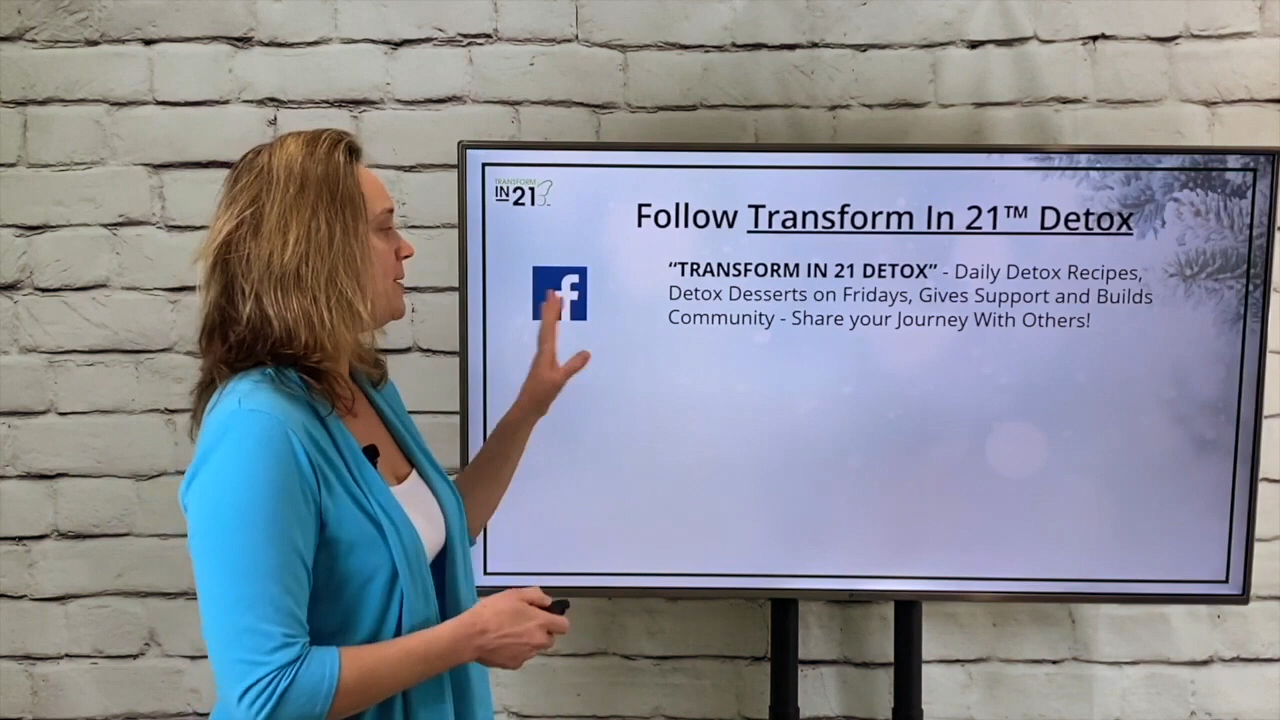 TRANSFORM
IN 21
Follow Transform In 21™ Detox
f
“TRANSFORM IN 21 DETOX” - Daily Detox Recipes,
Detox Desserts on Fridays, Gives Support and Builds
Community - Share your Journey With Others!